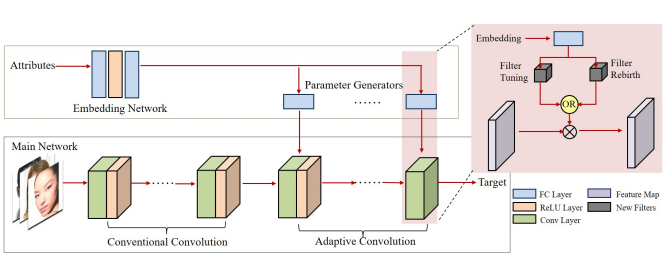 Attributes
Embedding Network
Parameter Generators
Embedding
Filter
Tuning
Filter
Rebirth
OR
Main Network
Target
Conventional Convolution
Adaptive Convolution
FC Layer
Feature Map
ReLU Layer
New Filters
Conv Layer